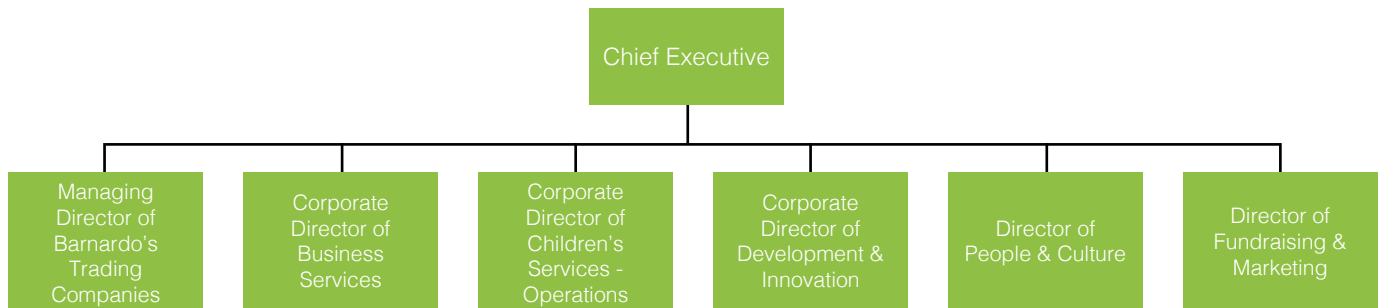 Chief Executive
Managing
Director of
Barnardo’s
Trading
Companies
Corporate
Director of
Business
Services
Corporate
Director of
Children’s
Services -
Operations
Corporate
Director of
Development &
Innovation
Director of
People & Culture
Director of
Fundraising &
Marketing